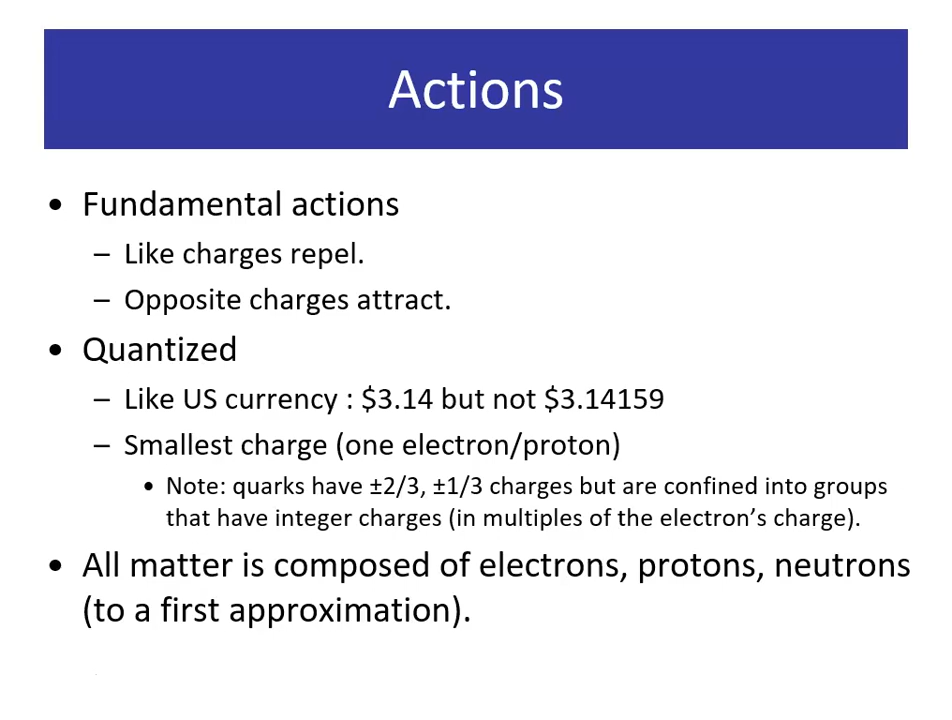 Actions
• Fundamental actions
– Like charges repel.
– Opposite charges attract.
• Quantized
– Like US currency : $3.14 but not $3.14159
– Smallest charge (one electron/proton)
• Note: quarks have ±2/3, ±1/3 charges but are confined into groups
that have integer charges (in multiples of the electron’s charge).
• All matter is composed of electrons, protons, neutrons
(to a first approximation).